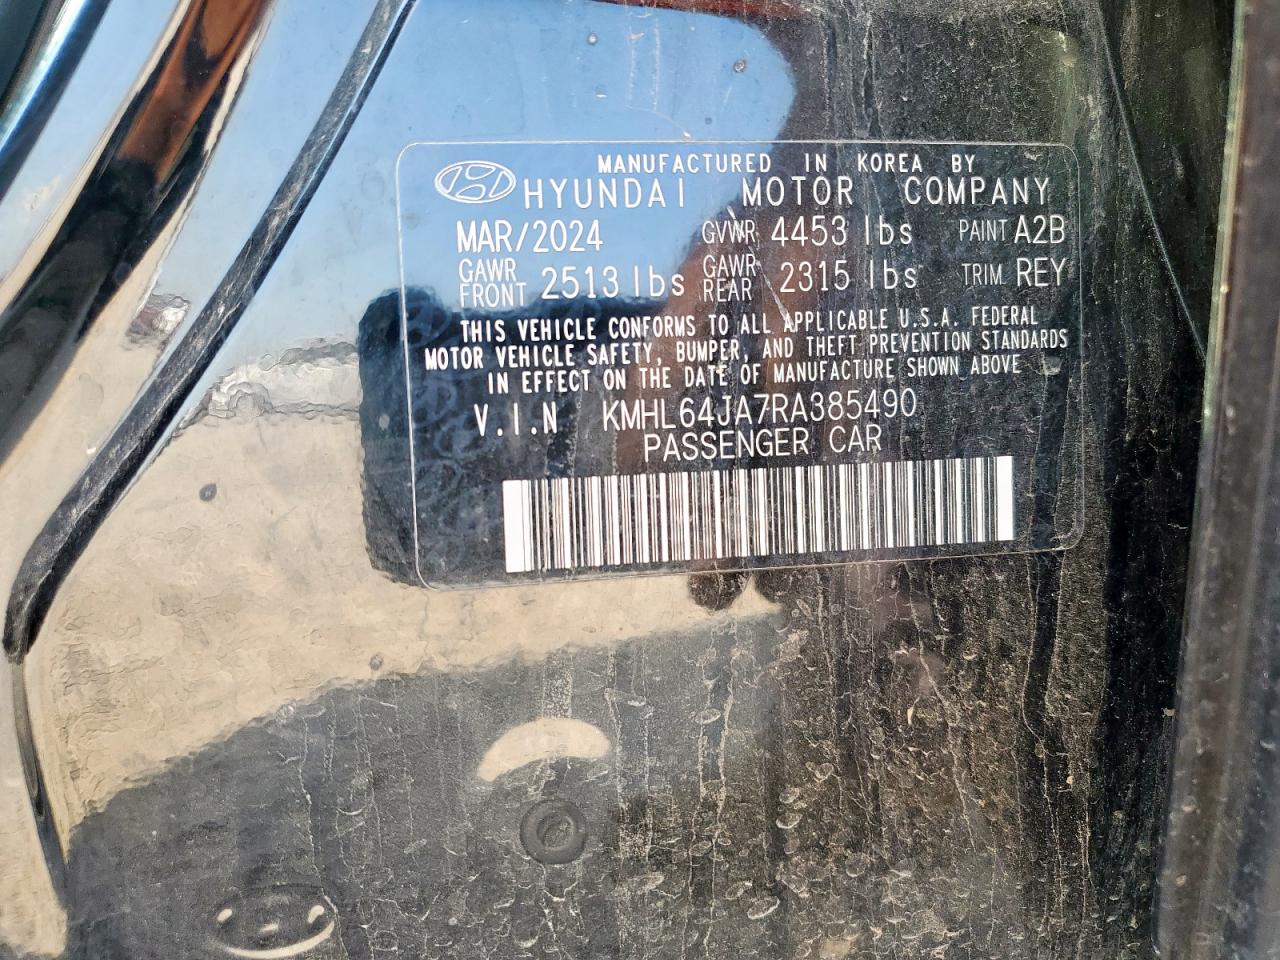 MANUFACTURED IN KOREA BY
HYUNDAI MOTOR COMPANY
MAR/2024 GVWR 4453 lbs PAINT A2B
GAWR FRONT 2513 lbs GAWR REAR 2315 lbs TRIM REY
THIS VEHICLE CONFORMS TO ALL APPLICABLE U.S.A. FEDERAL
MOTOR VEHICLE SAFETY, BUMPER, AND THEFT PREVENTION STANDARDS
IN EFFECT ON THE DATE OF MANUFACTURE SHOWN ABOVE
V.I.N KMHL64JA7RA385490
PASSENGER CAR